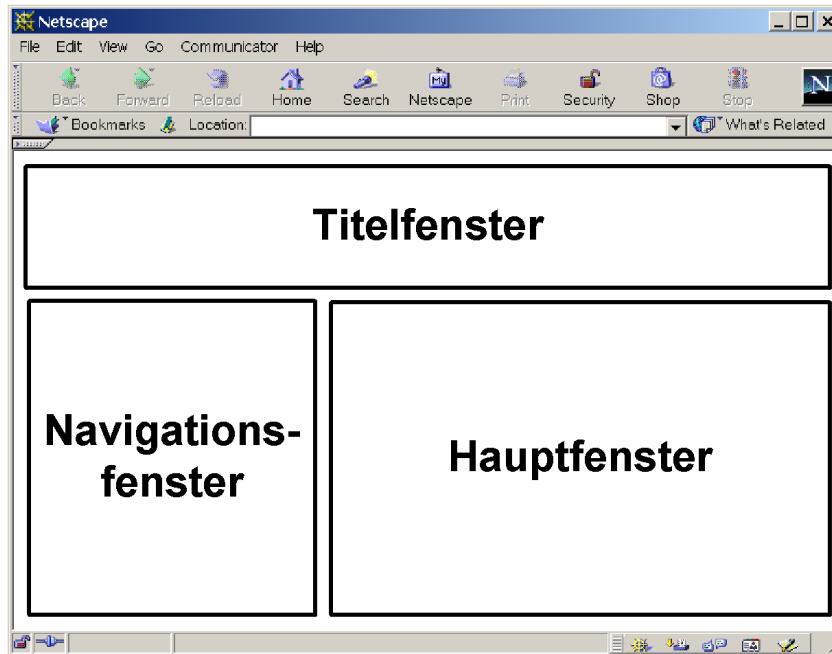 Netscape
File Edit View Go Communicator Help
Back Forward Reload Home Search Netscape Print Security Shop Stop
My
N
Bookmarks Location: What's Related
Titelfenster
Navigations-
fenster
Hauptfenster